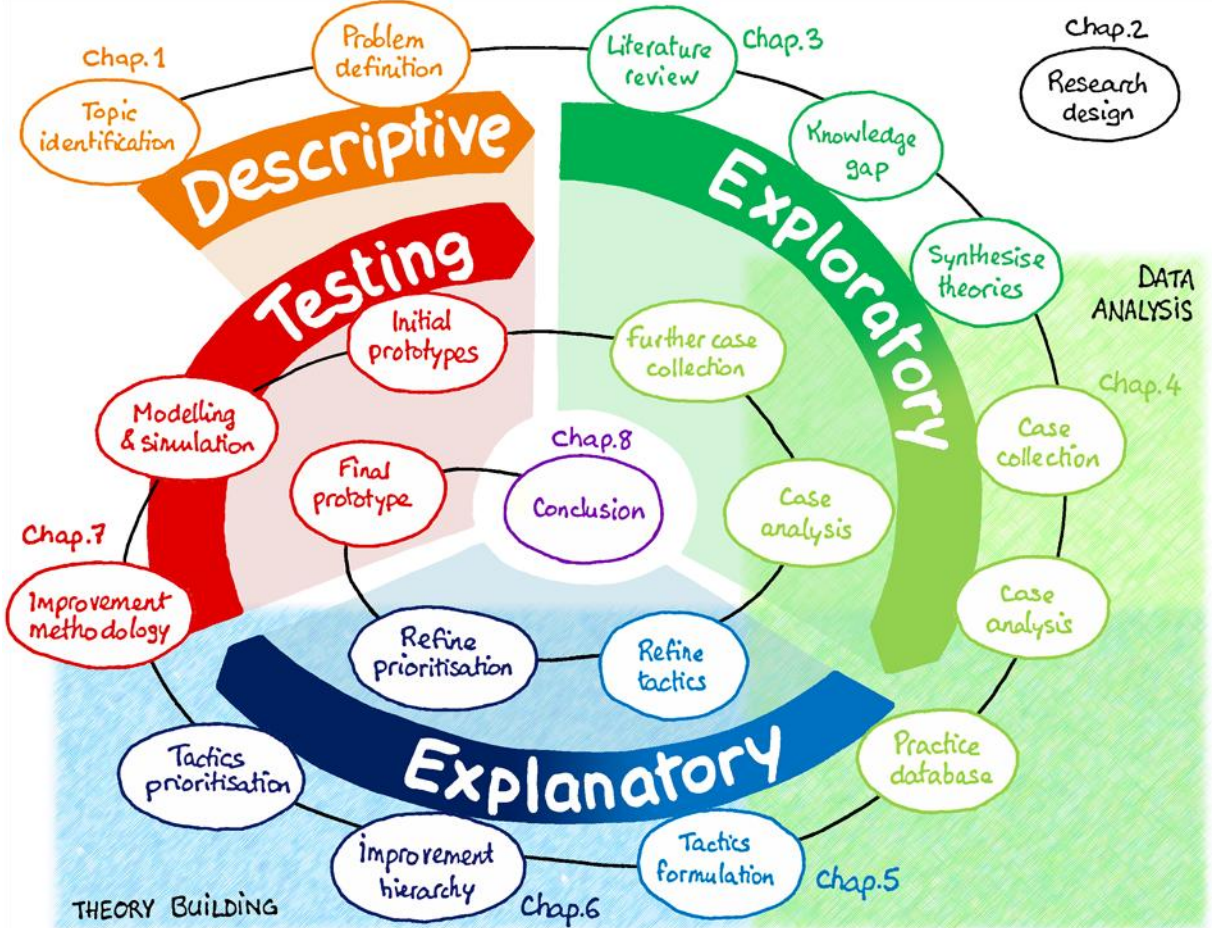 Chap.1
Topic
identification
Problem
definition
Literature
review
Chap.3
Chap.2
Research
design
Knowledge
gap
Synthesise
theories
DATA
ANALYSIS
Chap.4
Case
collection
Case
analysis
Practice
database
Tactics
formulation
Chap.5
Improvement
hierarchy
Chap.6
Tactics
prioritisation
THEORY BUILDING
Chap.7
Improvement
methodology
Modelling
& simulation
Initial
prototypes
Further case
collection
Case
analysis
Refine
tactics
Refine
prioritisation
Final
prototype
Chap.8
Conclusion
Descriptive
Exploratory
Explanatory
Testing